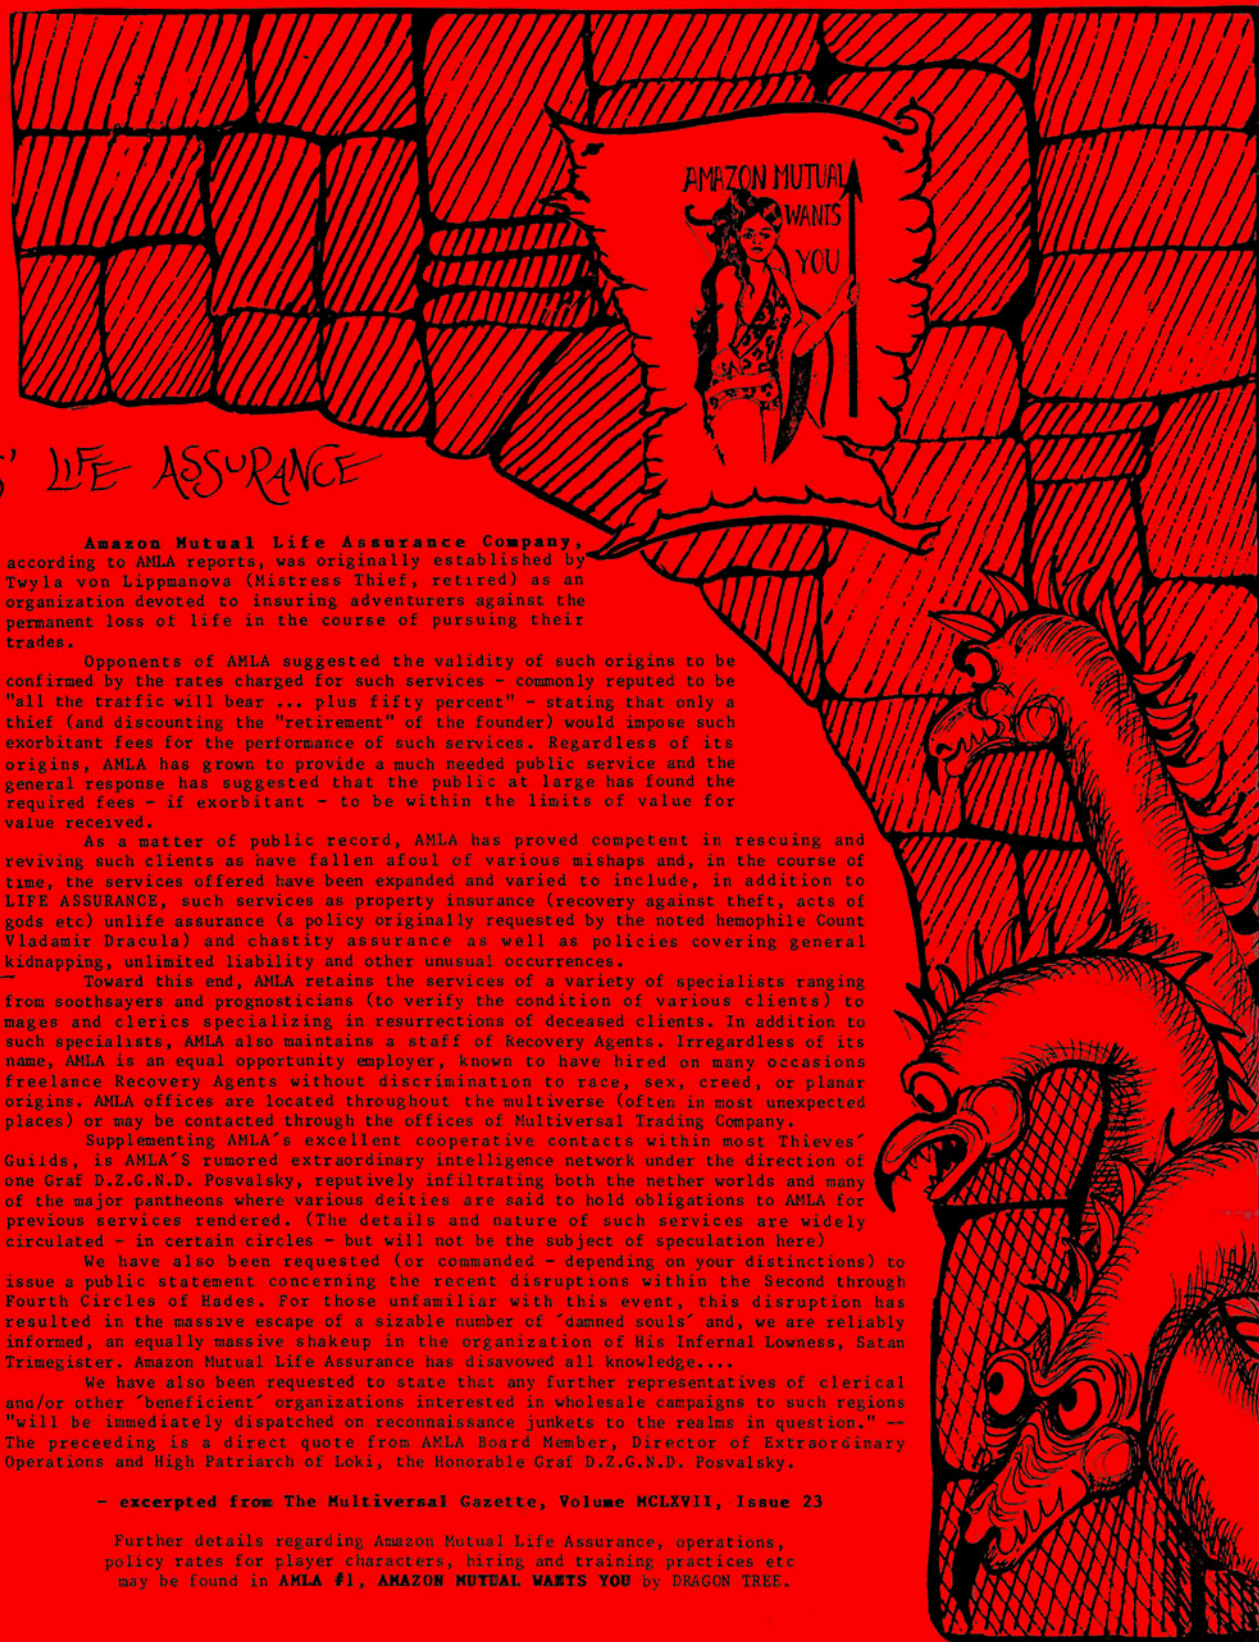 AMAZON MUTUAL
WANTS
YOU
S' LIFE ASSURANCE
Amazon Mutual Life Assurance Company,
according to AMLA reports, was originally established by
Twyla von Lippmanova (Mistress Thief, retired) as an
organization devoted to insuring adventurers against the
permanent loss of life in the course of pursuing their
trades.
Opponents of AMLA suggested the validity of such origins to be
confirmed by the rates charged for such services - commonly reputed to be
"all the traffic will bear ... plus fifty percent" - stating that only a
thief (and discounting the "retirement" of the founder) would impose such
exorbitant fees for the performance of such services. Regardless of its
origins, AMLA has grown to provide a much needed public service and the
general response has suggested that the public at large has found the
required fees - if exorbitant - to be within the limits of value for
value received.
As a matter of public record, AMLA has proved competent in rescuing and
reviving such clients as have fallen afoul of various mishaps and, in the course of
time, the services offered have been expanded and varied to include, in addition to
LIFE ASSURANCE, such services as property insurance (recovery against theft, acts of
gods etc) unlife assurance (a policy originally requested by the noted hemophile Count
Vladamir Dracula) and chastity assurance as well as policies covering general
kidnapping, unlimited liability and other unusual occurrences.
Toward this end, AMLA retains the services of a variety of specialists ranging
from soothsayers and prognosticians (to verify the condition of various clients) to
mages and clerics specializing in resurrections of deceased clients. In addition to
such specialists, AMLA also maintains a staff of Recovery Agents. Irregardless of its
name, AMLA is an equal opportunity employer, known to have hired on many occasions
freelance Recovery Agents without discrimination to race, sex, creed, or planar
origins. AMLA offices are located throughout the multiverse (often in most unexpected
places) or may be contacted through the offices of Multiversal Trading Company.
Supplementing AMLA´s excellent cooperative contacts within most Thieves´
Guilds, is AMLA´S rumored extraordinary intelligence network under the direction of
one Graf D.Z.G.N.D. Posvalsky, reputively infiltrating both the nether worlds and many
of the major pantheons where various deities are said to hold obligations to AMLA for
previous services rendered. (The details and nature of such services are widely
circulated - in certain circles - but will not be the subject of speculation here)
We have also been requested (or commanded - depending on your distinctions) to
issue a public statement concerning the recent disruptions within the Second through
Fourth Circles of Hades. For those unfamiliar with this event, this disruption has
resulted in the massive escape of a sizable number of ´damned souls´ and, we are reliably
informed, an equally massive shakeup in the organization of His Infernal Lowness, Satan
Trimegister. Amazon Mutual Life Assurance has disavowed all knowledge....
We have also been requested to state that any further representatives of clerical
and/or other ´beneficient´ organizations interested in wholesale campaigns to such regions
"will be immediately dispatched on reconnaissance junkets to the realms in question." --
The preceeding is a direct quote from AMLA Board Member, Director of Extraordinary
Operations and High Patriarch of Loki, the Honorable Graf D.Z.G.N.D. Posvalsky.
- excerpted from The Multiversal Gazette, Volume MCLXVII, Issue 23
Further details regarding Amazon Mutual Life Assurance, operations,
policy rates for player characters, hiring and training practices etc
may be found in AMLA #1, AMAZON MUTUAL WANTS YOU by DRAGON TREE.